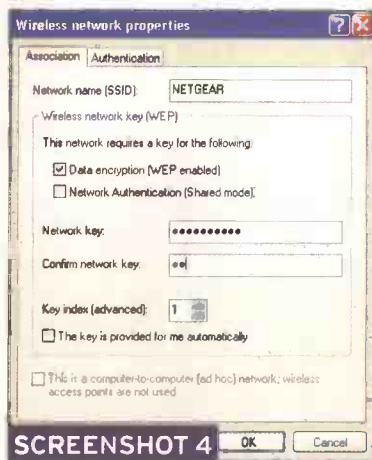 Wireless network properties
Association Authentication
Network name (SSID): NETGEAR
Wireless network key (WEP)
This network requires a key for the following:
Data encryption (WEP enabled)
Network Authentication (Shared mode).
Network key: ••••••••••
Confirm network key: ••
Key index (advanced): 1
The key is provided for me automatically
This is a computer-to-computer (ad hoc) network; wireless
access points are not used
SCREENSHOT 4 OK Cancel